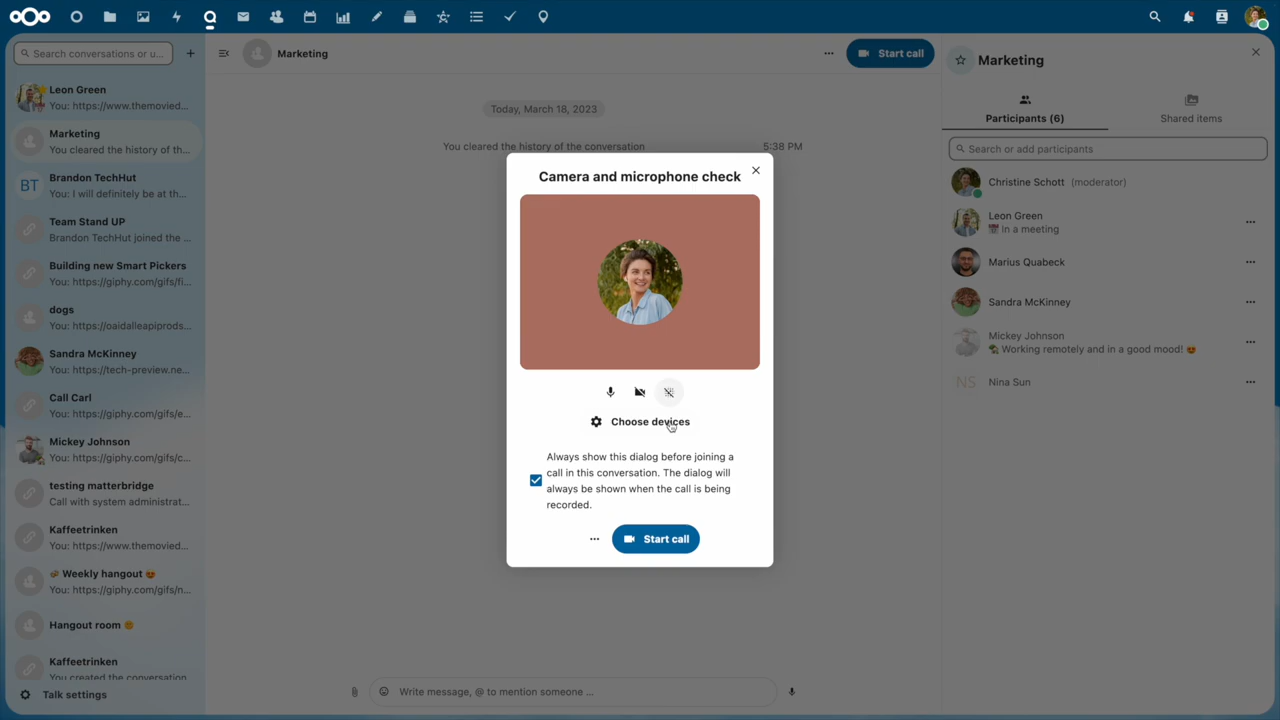 Search conversations or u...
Leon Green
You: https://www.themovied...
Marketing
You cleared the history of th...
BT
Brandon TechHut
You: I will definitely be at th...
Team Stand UP
Brandon TechHut joined the ...
Building new Smart Pickers
You: https://giphy.com/gifs/fi...
dogs
You: https://oaidalleapiprods...
Sandra McKinney
You: https://tech-preview.ne...
Call Carl
You: https://giphy.com/gifs/e...
Mickey Johnson
You: https://giphy.com/gifs/c...
testing matterbridge
Call with system administrat...
Kaffeetrinken
You: https://www.themovied...
Weekly hangout 😍
You: https://giphy.com/gifs/n...
Hangout room
Kaffeetrinken
You created the conversation
Talk settings
Marketing
Start call
Today, March 18, 2023
You cleared the history of the conversation
5:38 PM
Camera and microphone check
Choose devices
Always show this dialog before joining a
call in this conversation. The dialog will
always be shown when the call is being
recorded.
Start call
Write message, @ to mention someone ...
Marketing
Participants (6)
Shared items
Search or add participants
Christine Schott (moderator)
Leon Green
📅 In a meeting
Marius Quabeck
Sandra McKinney
Mickey Johnson
🏡 Working remotely and in a good mood! 😍
NS
Nina Sun